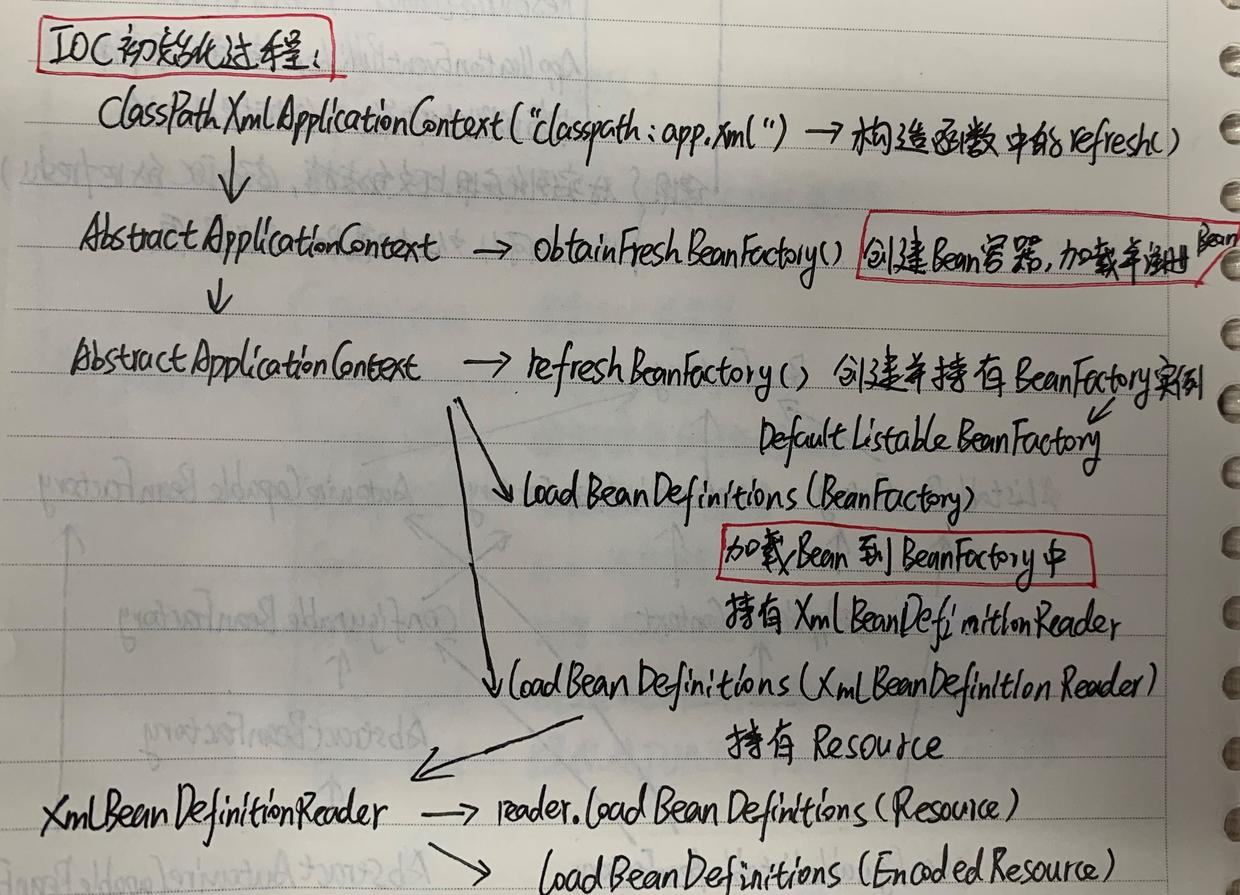 IOC初始化过程:
ClassPathXmlApplicationContext("classpath:app.xml") → 构造函数中的refresh()
AbstractApplicationContext → obtainFreshBeanFactory() 创建Bean容器,加载并注册Bean
AbstractApplicationContext → refreshBeanFactory() 创建并持有BeanFactory实例
DefaultListableBeanFactory
loadBeanDefinitions(BeanFactory)
加载Bean到BeanFactory中
持有XmlBeanDefinitionReader
loadBeanDefinitions(XmlBeanDefinitionReader)
持有Resource
XmlBeanDefinitionReader → reader.loadBeanDefinitions(Resource)
loadBeanDefinitions(EncodedResource)